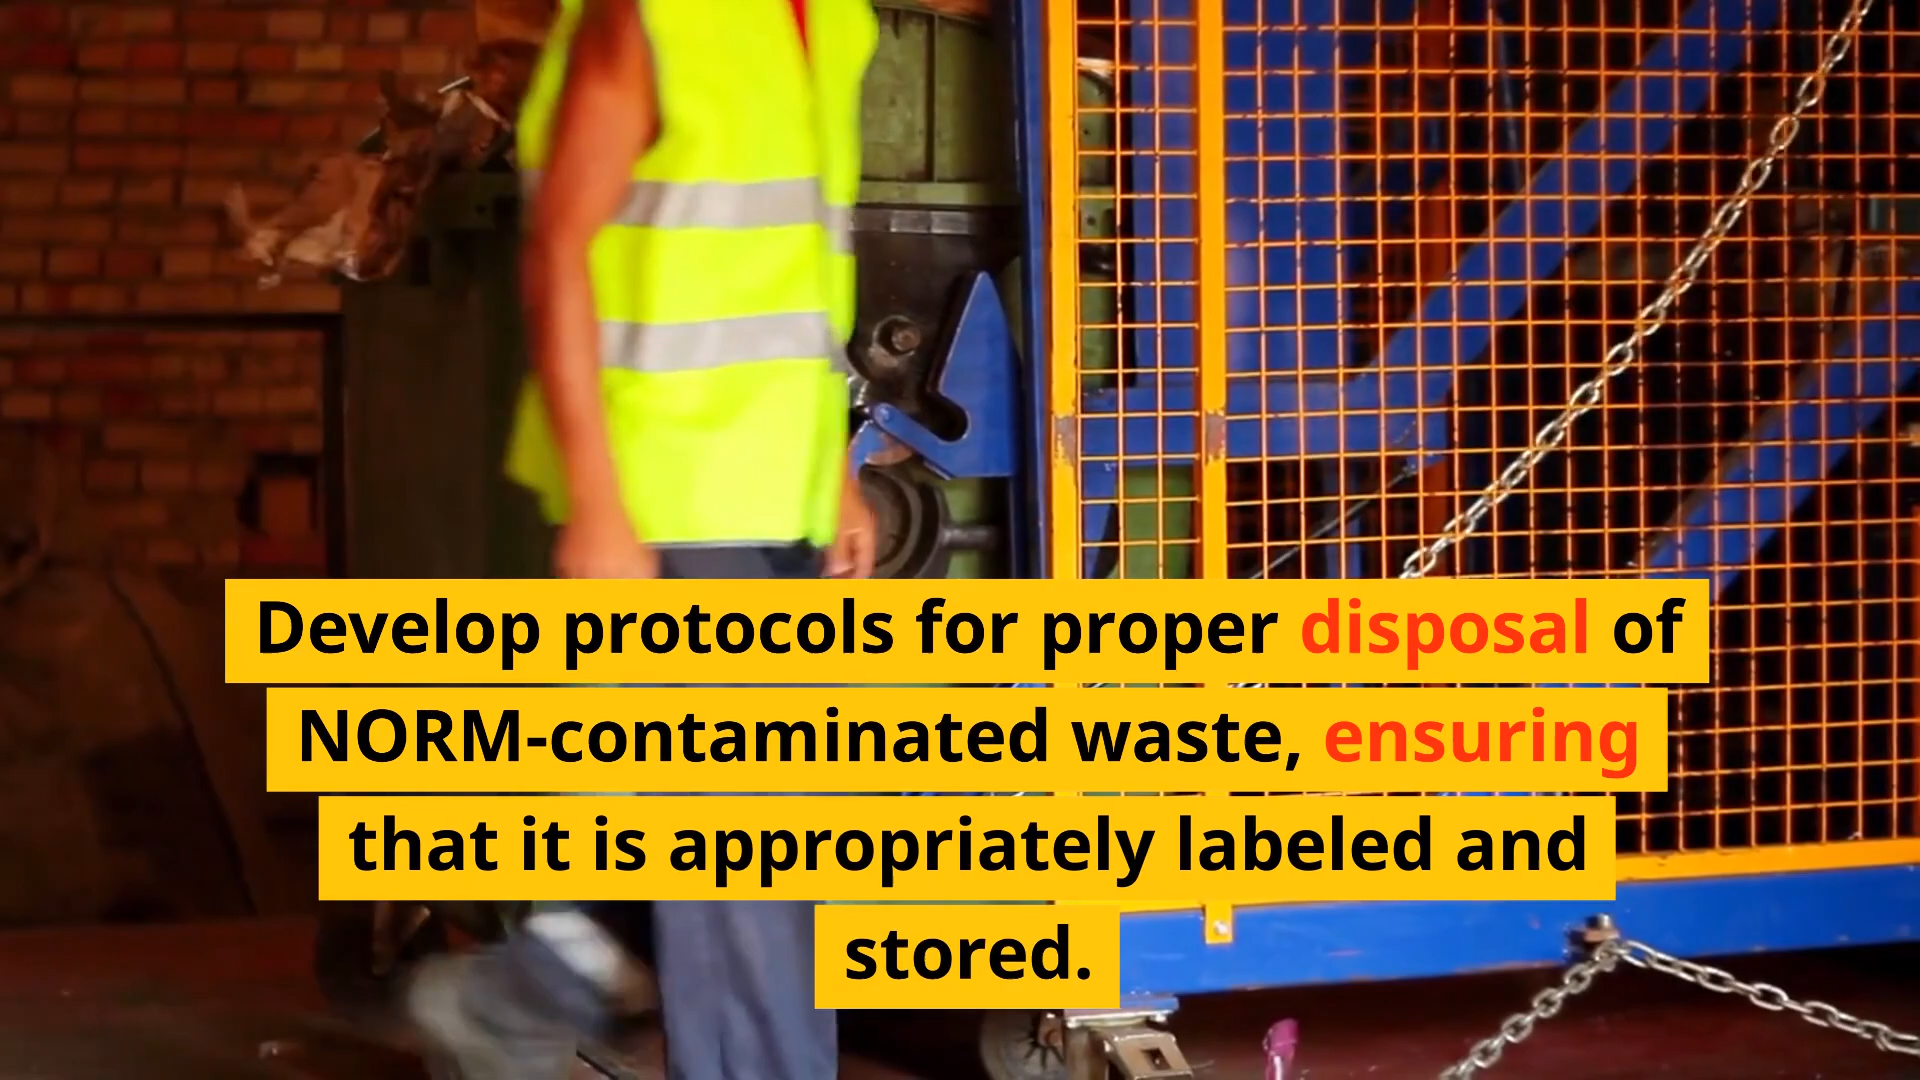 Develop protocols for proper disposal of
NORM-contaminated waste, ensuring
that it is appropriately labeled and
stored.